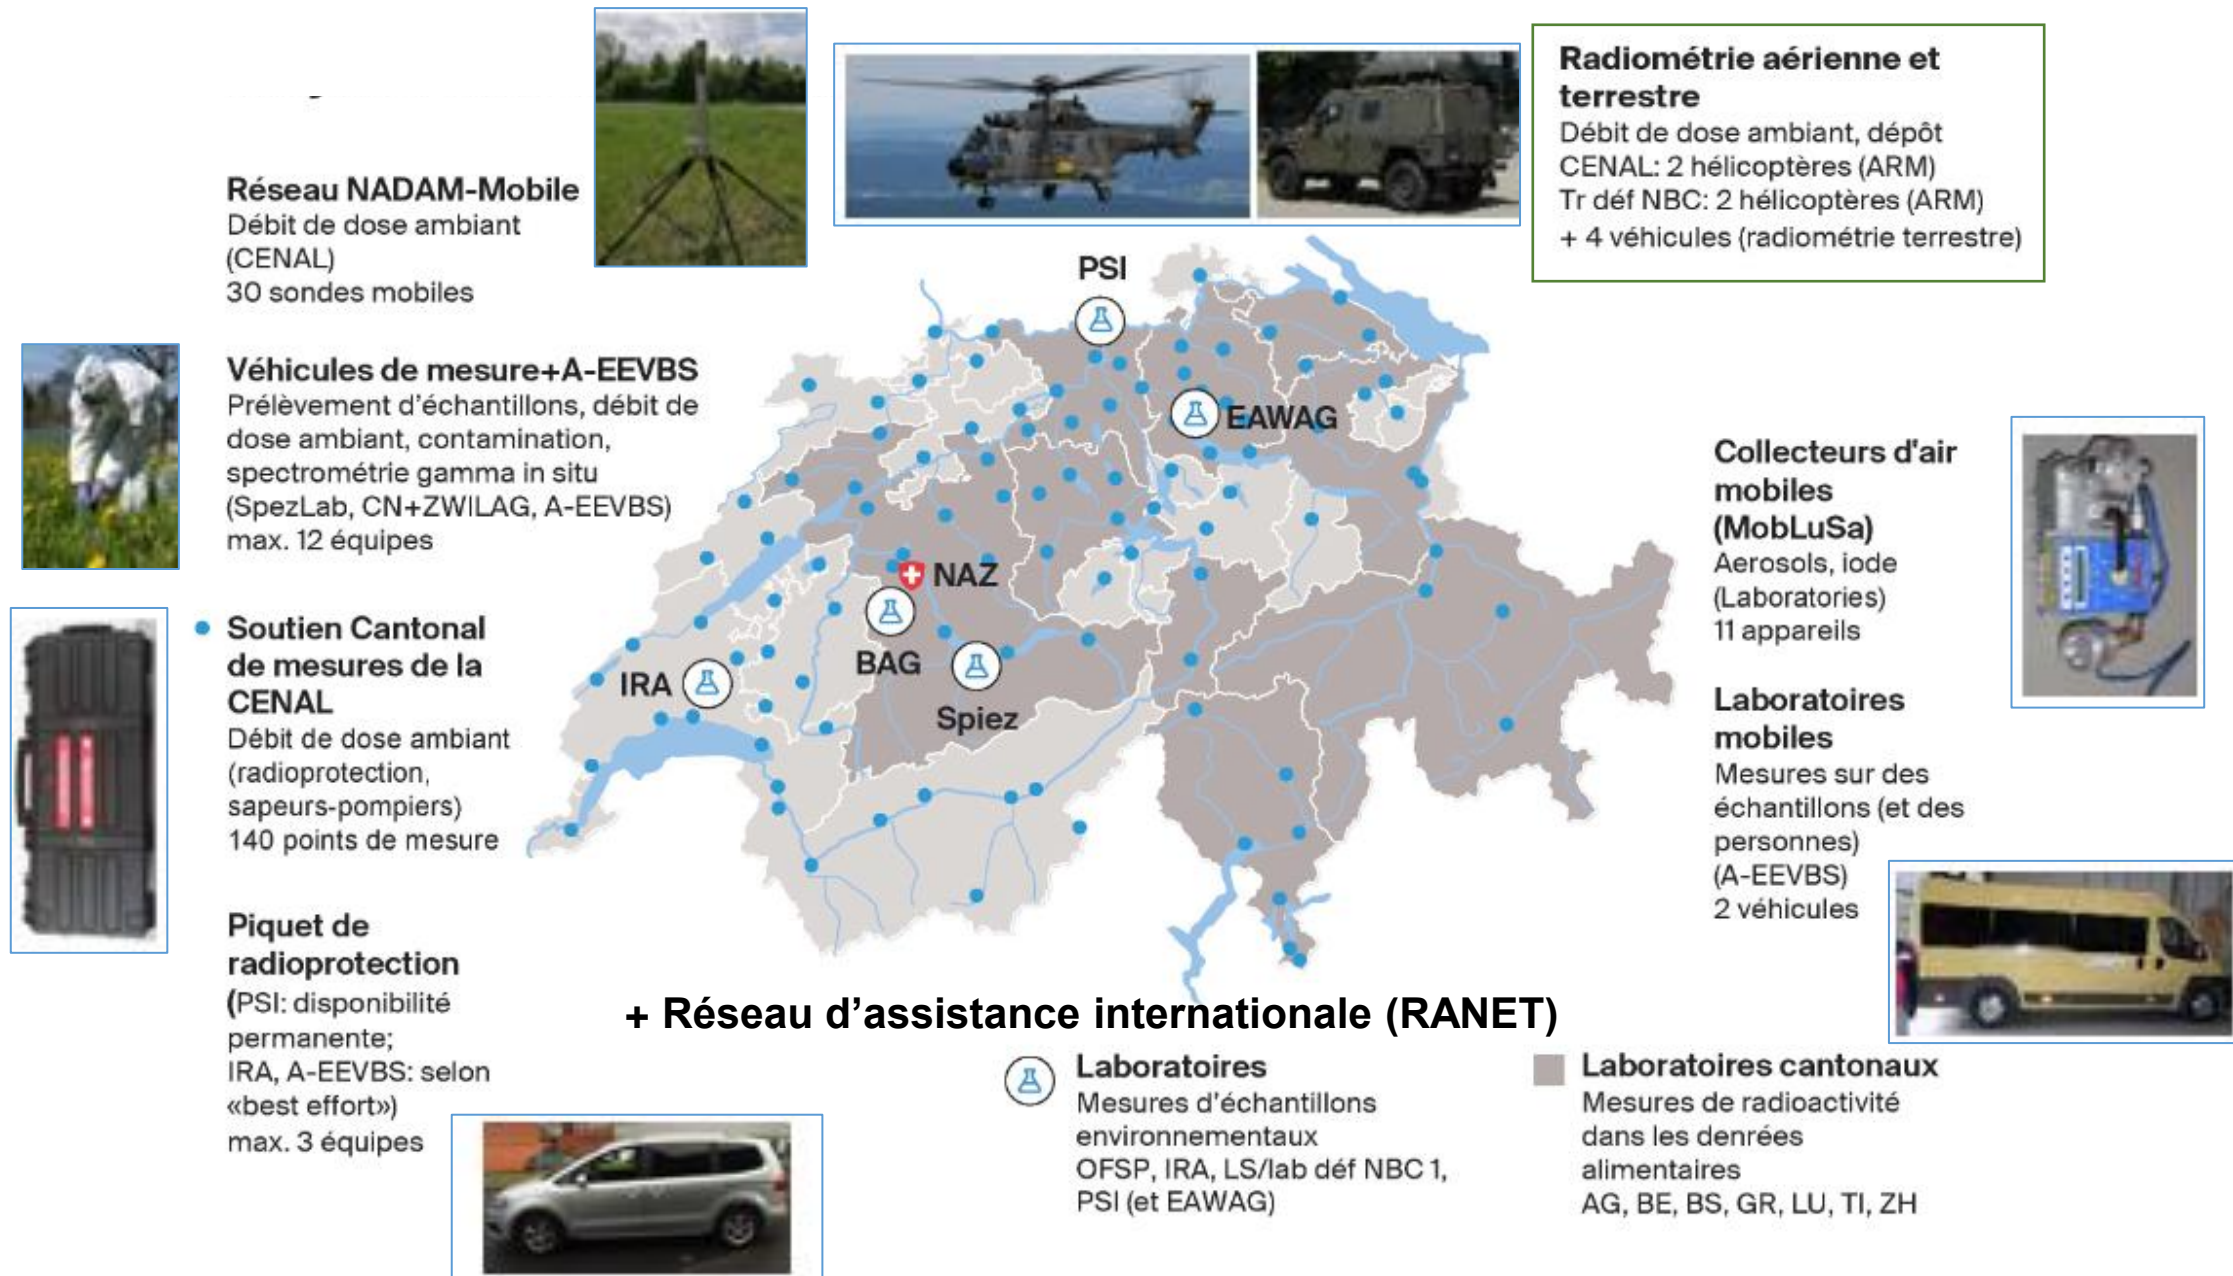 Réseau NADAM-Mobile
Débit de dose ambiant
(CENAL)
30 sondes mobiles
Véhicules de mesure+A-EEVBS
Prélèvement d'échantillons, débit de
dose ambiant, contamination,
spectrométrie gamma in situ
(SpezLab, CN+ZWILAG, A-EEVBS)
max. 12 équipes
Soutien Cantonal
de mesures de la
CENAL
Débit de dose ambiant
(radioprotection,
sapeurs-pompiers)
140 points de mesure
Piquet de
radioprotection
(PSI: disponibilité
permanente;
IRA, A-EEVBS: selon
«best effort»)
max. 3 équipes
Radiométrie aérienne et
terrestre
Débit de dose ambiant, dépôt
CENAL: 2 hélicoptères (ARM)
Tr déf NBC: 2 hélicoptères (ARM)
+ 4 véhicules (radiométrie terrestre)
PSI
EAWAG
NAZ
BAG
IRA
Spiez
Collecteurs d'air
mobiles
(MobLuSa)
Aerosols, iode
(Laboratories)
11 appareils
Laboratoires
mobiles
Mesures sur des
échantillons (et des
personnes)
(A-EEVBS)
2 véhicules
+ Réseau d'assistance internationale (RANET)
Laboratoires
Mesures d'échantillons
environnementaux
OFSP, IRA, LS/lab déf NBC 1,
PSI (et EAWAG)
Laboratoires cantonaux
Mesures de radioactivité
dans les denrées
alimentaires
AG, BE, BS, GR, LU, TI, ZH